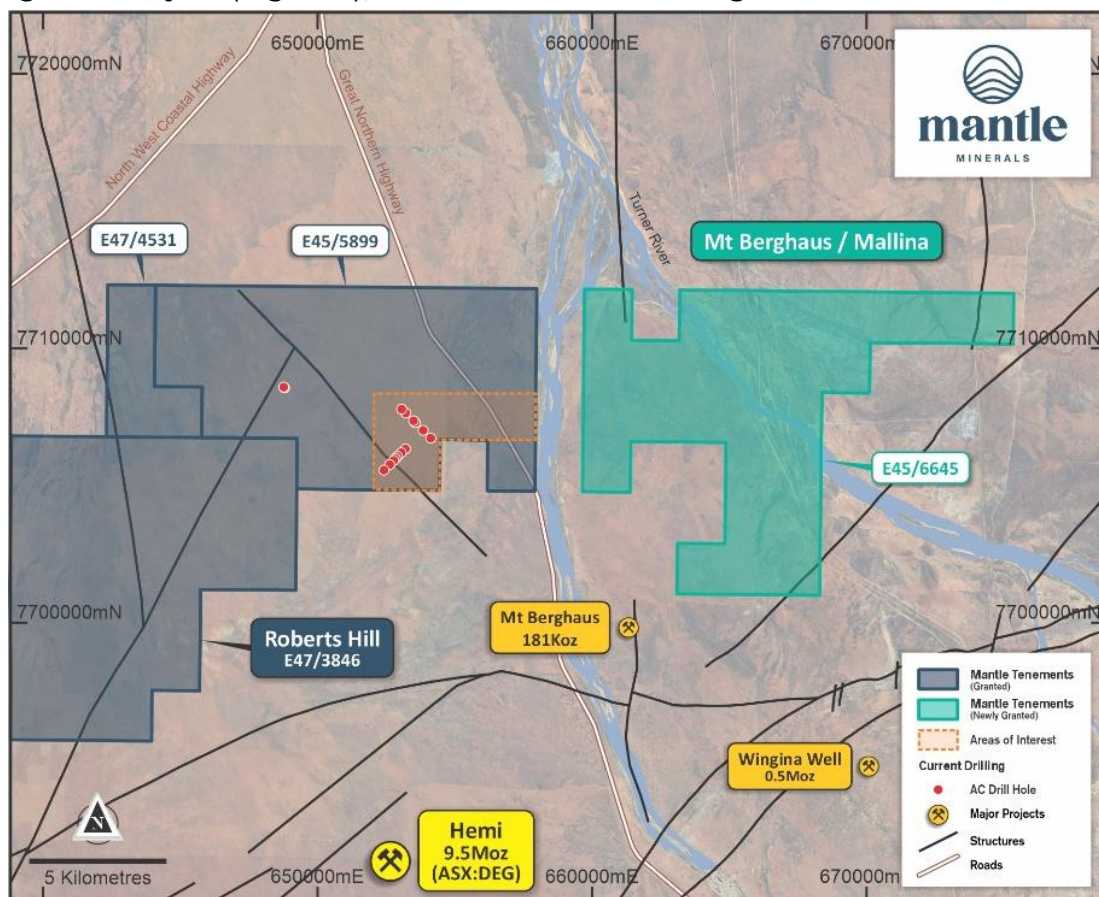 650000mE
660000mE
670000m
7720000mN
North West Coastal Highway
Great Northern Highway
mantle
MINERALS
E47/4531
E45/5899
Turner River
Mt Berghaus / Mallina
7710000mN
7710000mN
E45/6645
7700000mN
7700000mN
Mt Berghaus
181Koz
Roberts Hill
E47/3846
Wingina Well
0.5Moz
Mantle Tenements
(Granted)
Mantle Tenements
(Newly Granted)
Areas of Interest
Current Drilling
AC Drill Hole
Major Projects
Structures
Roads
N
5 Kilometres
Hemi
9.5Moz
(ASX:DEG)
650000mE
660000mE
670000m